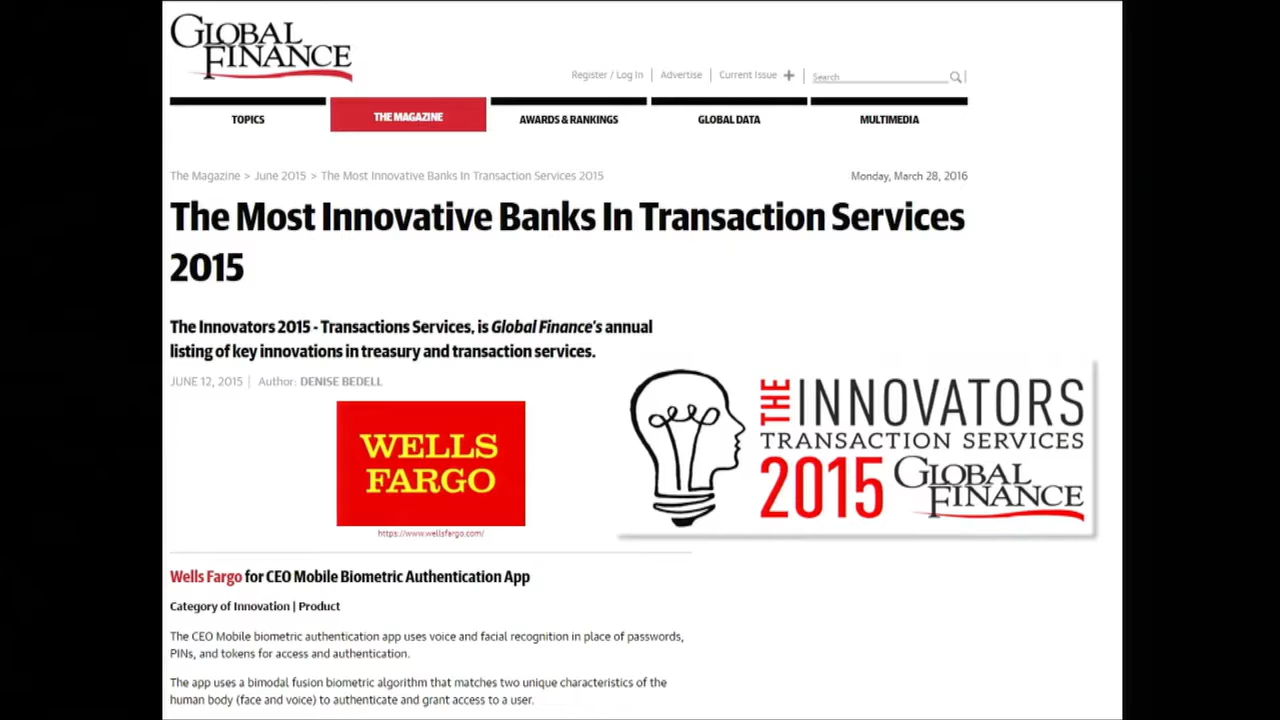 GLOBAL
FINANCE
Register / Log In | Advertise | Current Issue + | Search
TOPICS THE MAGAZINE AWARDS & RANKINGS GLOBAL DATA MULTIMEDIA
The Magazine > June 2015 > The Most Innovative Banks In Transaction Services 2015 Monday, March 28, 2016
The Most Innovative Banks In Transaction Services
2015
The Innovators 2015 - Transactions Services, is Global Finance's annual
listing of key innovations in treasury and transaction services.
JUNE 12, 2015 | Author: DENISE BEDELL
WELLS
FARGO
https://www.wellsfargo.com/
THE INNOVATORS
TRANSACTION SERVICES
2015 GLOBAL
FINANCE
Wells Fargo for CEO Mobile Biometric Authentication App
Category of Innovation | Product
The CEO Mobile biometric authentication app uses voice and facial recognition in place of passwords,
PINs, and tokens for access and authentication.
The app uses a bimodal fusion biometric algorithm that matches two unique characteristics of the
human body (face and voice) to authenticate and grant access to a user.